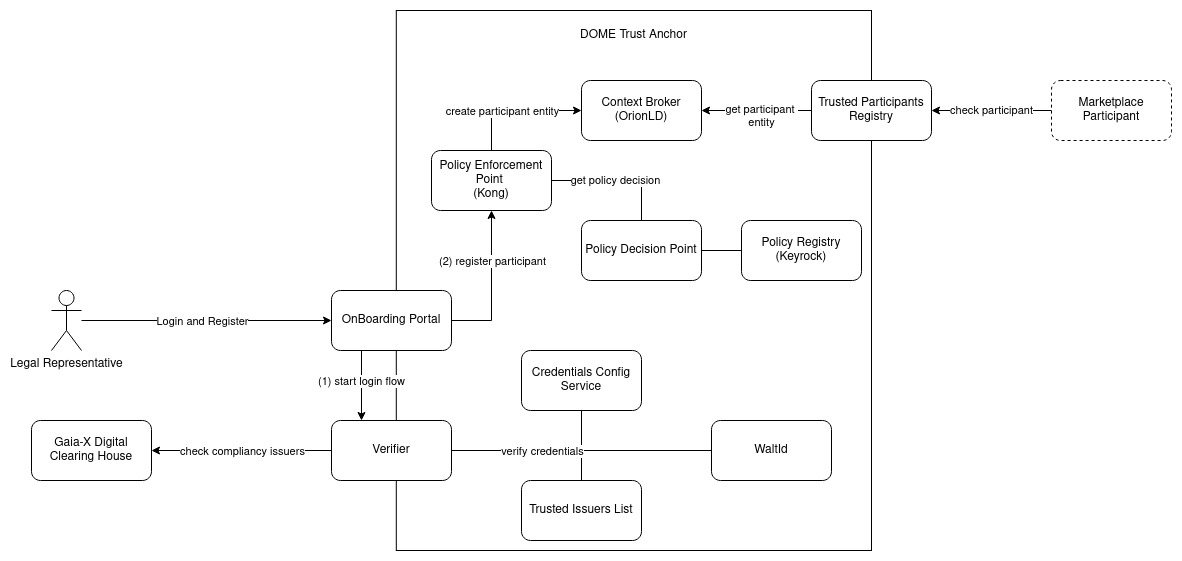 DOME Trust Anchor
Context Broker
(OrionLD)
Trusted Participants
Registry
Marketplace
Participant
create participant entity
get participant
entity
check participant
Policy Enforcement
Point
(Kong)
get policy decision
Policy Decision Point
Policy Registry
(Keyrock)
(2) register participant
Legal Representative
Login and Register
OnBoarding Portal
(1) start login flow
Credentials Config
Service
Gaia-X Digital
Clearing House
check compliancy issuers
Verifier
verify credentials
WaltId
Trusted Issuers List